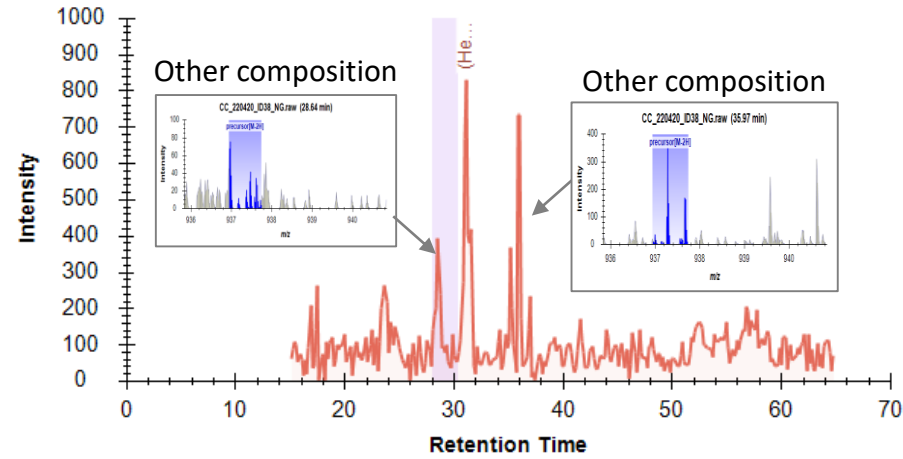 1000
900
800
700
600
500
400
300
200
100
0
Intensity
0 10 20 30 40 50 60 70
Retention Time
(He...
Other composition
CC_220420_ID38_NG.raw (28.64 min)
precursor[M-2H]
100
80
60
40
20
0
Intensity
936 937 938 939 940
m/z
Other composition
CC_220420_ID38_NG.raw (35.97 min)
precursor[M-2H]
400
300
200
100
0
Intensity
936 937 938 939 940
m/z